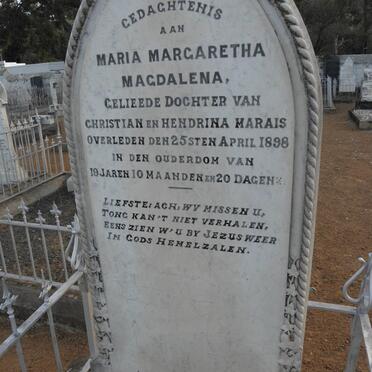 GEDACHTENIS
AAN
MARIA MARGARETHA
MAGDALENA,
GELIEEDE DOCHTER VAN
CHRISTIAN EN HENDRINA MARAIS
OVERLEDEN DEN 25STEN APRIL 1898
IN DEN OUDERDOM VAN
19 JAREN 10 MAANDEN EN 20 DAGEN.
LIEFSTE! ACH, WY MISSEN U,
TONG KAN'T NIET VERHALEN,
EENS ZIEN W'U BY JEZUS WEER
IN GODS HEMELZALEN.